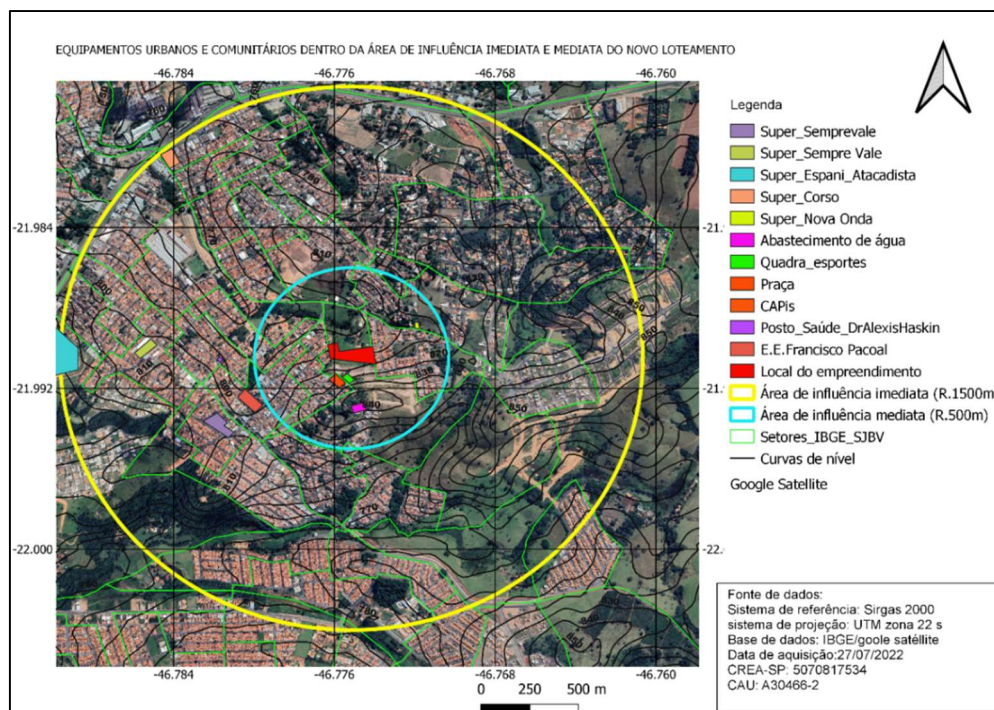 EQUIPAMENTOS URBANOS E COMUNITÁRIOS DENTRO DA ÁREA DE INFLUÊNCIA IMEDIATA E MEDIATA DO NOVO LOTEAMENTO
-46.784 -46.776 -46.768 -46.760
-21.984
-21.9
-21.992
-21.9
-22.000
-22.
-46.784 -46.776 -46.768 -46.760
0 250 500 m
Legenda
Super_Semprevale
Super_Sempre Vale
Super_Espani_Atacadista
Super_Corso
Super_Nova Onda
Abastecimento de água
Quadra_esportes
Praça
CAPis
Posto_Saúde_DrAlexisHaskin
E.E.Francisco Pacoal
Local do empreendimento
Área de influência imediata (R.1500m
Área de influência mediata (R.500m)
Setores_IBGE_SJBV
Curvas de nível
Google Satellite
Fonte de dados:
Sistema de referência: Sirgas 2000
sistema de projeção: UTM zona 22 s
Base de dados: IBGE/goole satélite
Data de aquisição:27/07/2022
CREA-SP: 5070817534
CAU: A30466-2